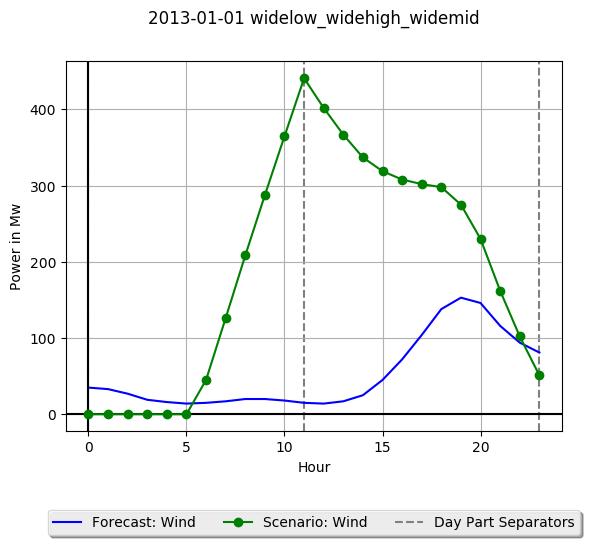 2013-01-01 widelow_widehigh_widemid
Power in Mw
400
300
200
100
0
0 5 10 15 20
Hour
Forecast: Wind Scenario: Wind Day Part Separators